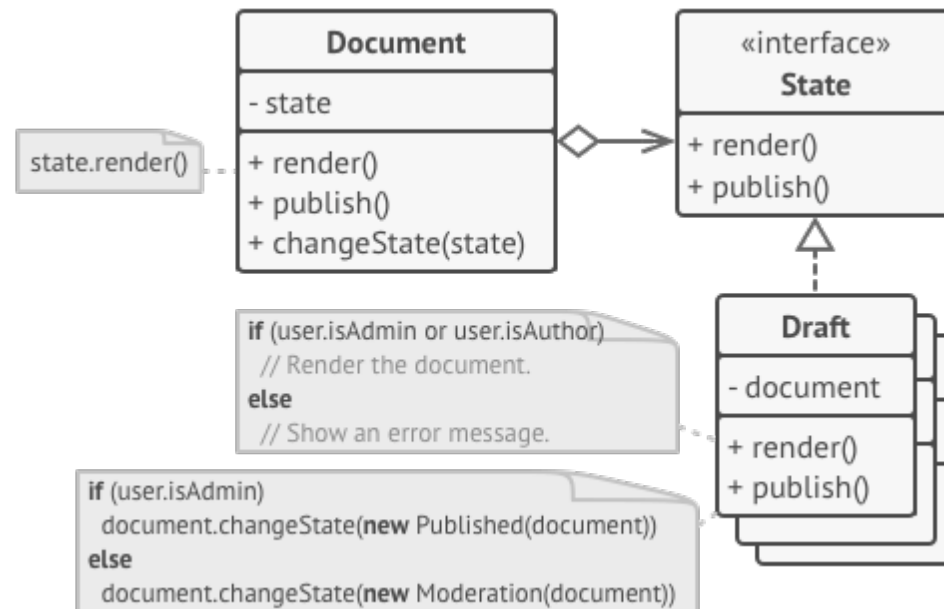 Document
- state
+ render()
+ publish()
+ changeState(state)
«interface»
State
+ render()
+ publish()
state.render()
if (user.isAdmin or user.isAuthor)
// Render the document.
else
// Show an error message.
Draft
- document
+ render()
+ publish()
if (user.isAdmin)
document.changeState(new Published(document))
else
document.changeState(new Moderation(document))